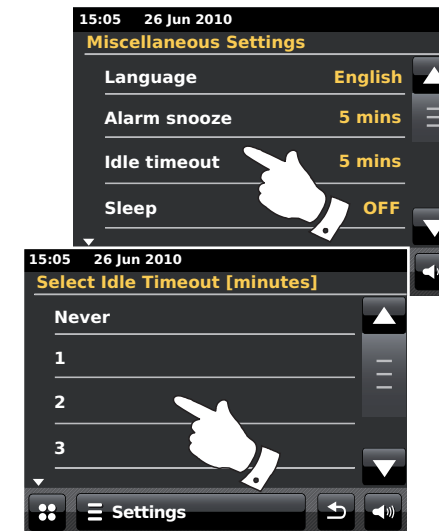 15:05 26 Jun 2010
Miscellaneous Settings
Language English
Alarm snooze 5 mins
Idle timeout 5 mins
Sleep OFF
15:05 26 Jun 2010
Select Idle Timeout [minutes]
Never
1
2
3
Settings